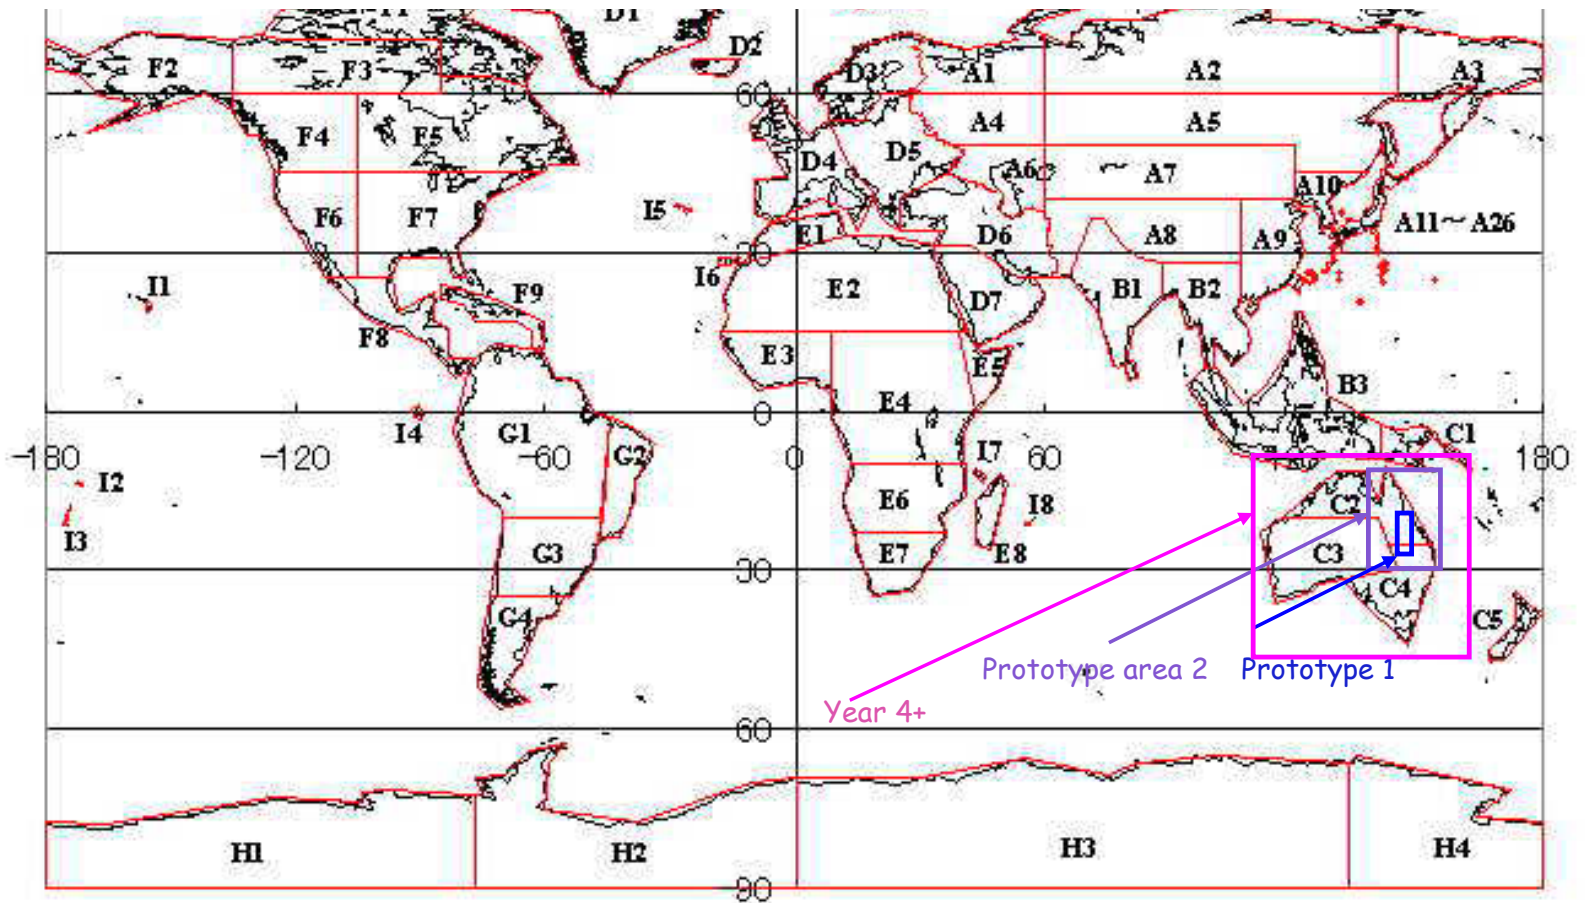 D1
D2
F2
F3
D3
A1
A2
A3
60
F4
F5
A4
A5
D4
D5
A6
A7
A10
I5
F6
F7
E1
D6
A8
A9
A11～A26
I6
I1
F9
E2
D7
B1
B2
F8
E3
E5
B3
E4
0
I4
G1
G2
C1
-180
-120
-60
0
60
180
I7
I2
E6
I8
C2
I3
G3
E7
E8
C3
30
C4
G4
C5
Prototype area 2
Prototype 1
Year 4+
60
H1
H2
H3
H4
-90